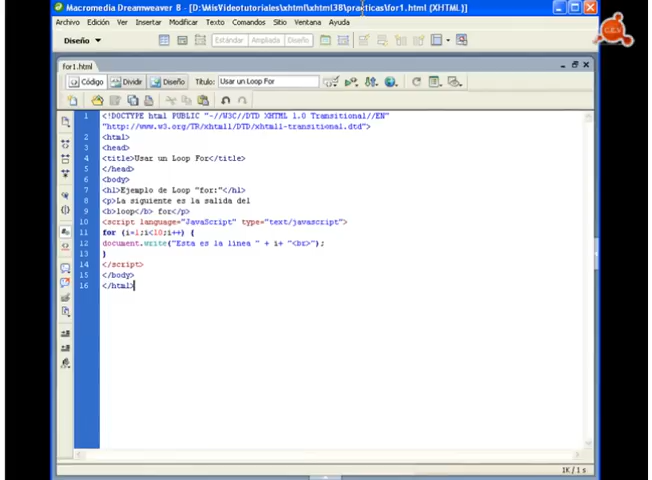 Macromedia Dreamweaver 8 - [D:\MisVideotutoriales\xhtml\xhtml38\practicas\for1.html (XHTML)]
Archivo Edición Ver Insertar Modificar Texto Comandos Sitio Ventana Ayuda
Diseño Estándar Ampliada Diseño
for1.html
Código Dividir Diseño Título: Usar un Loop For
1 <!DOCTYPE html PUBLIC "-//W3C//DTD XHTML 1.0 Transitional//EN"
"http://www.w3.org/TR/xhtml1/DTD/xhtml1-transitional.dtd">
2 <html>
3 <head>
4 <title>Usar un Loop For</title>
5 </head>
6 <body>
7 <h1>Ejemplo de Loop "for:"</h1>
8 <p>La siguiente es la salida del
9 <b>loop</b> for</p>
10 <script language="JavaScript" type="text/javascript">
11 for (i=1;i<10;i++) {
12 document.write("Esta es la linea " + i+ "<br>");
13 }
14 </script>
15 </body>
16 </html>
1K / 1 s